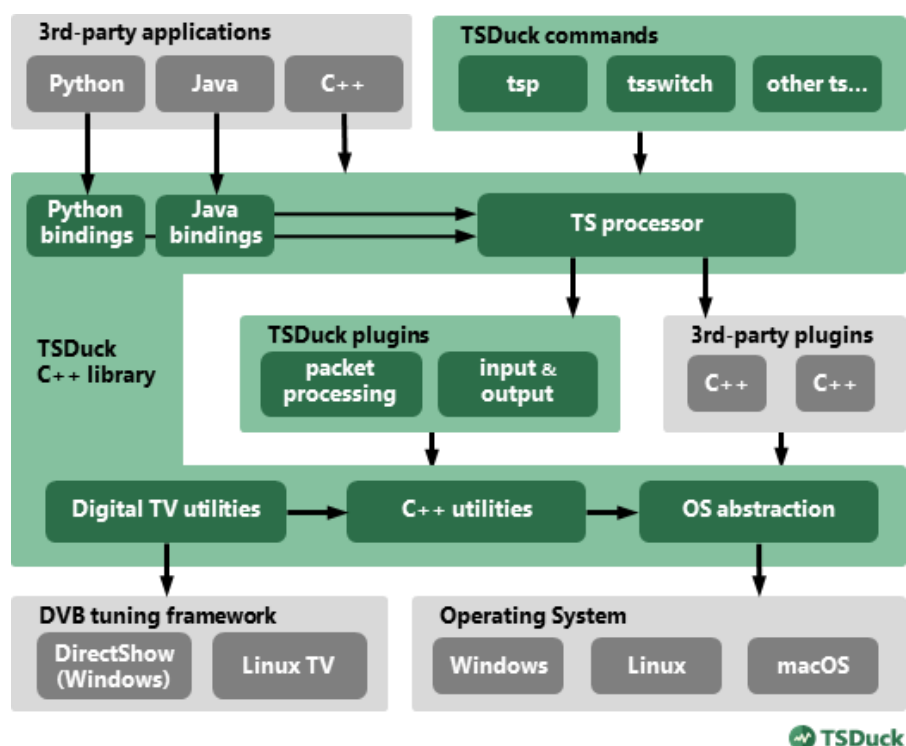 3rd-party applications
Python
Java
C++
TSDuck commands
tsp
tsswitch
other ts...
Python
bindings
Java
bindings
TS processor
TSDuck
C++ library
TSDuck plugins
packet
processing
input &
output
3rd-party plugins
C++
C++
Digital TV utilities
C++ utilities
OS abstraction
DVB tuning framework
DirectShow
(Windows)
Linux TV
Operating System
Windows
Linux
macOS
TSDuck